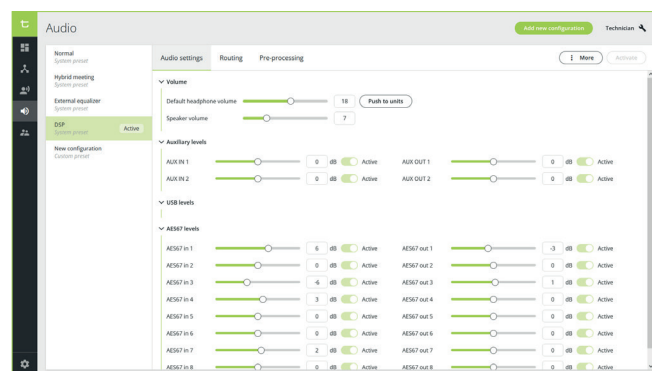 Audio
Add new configuration
Technician
Normal
System preset
Hybrid meeting
System preset
External equalizer
System preset
DSP
System preset
Active
New configuration
Custom preset
Audio settings Routing Pre-processing
More Activate
Volume
Default headphone volume 18 Push to units
Speaker volume 7
Auxiliary levels
AUX IN 1 0 dB Active AUX OUT 1 0 dB Active
AUX IN 2 0 dB Active AUX OUT 2 0 dB Active
USB levels
AES67 levels
AES67 in 1 6 dB Active AES67 out 1 -3 dB Active
AES67 in 2 0 dB Active AES67 out 2 0 dB Active
AES67 in 3 -6 dB Active AES67 out 3 1 dB Active
AES67 in 4 3 dB Active AES67 out 4 0 dB Active
AES67 in 5 0 dB Active AES67 out 5 0 dB Active
AES67 in 6 0 dB Active AES67 out 6 0 dB Active
AES67 in 7 2 dB Active AES67 out 7 0 dB Active
AES67 in 8 0 dB Active AES67 out 8 0 dB Active